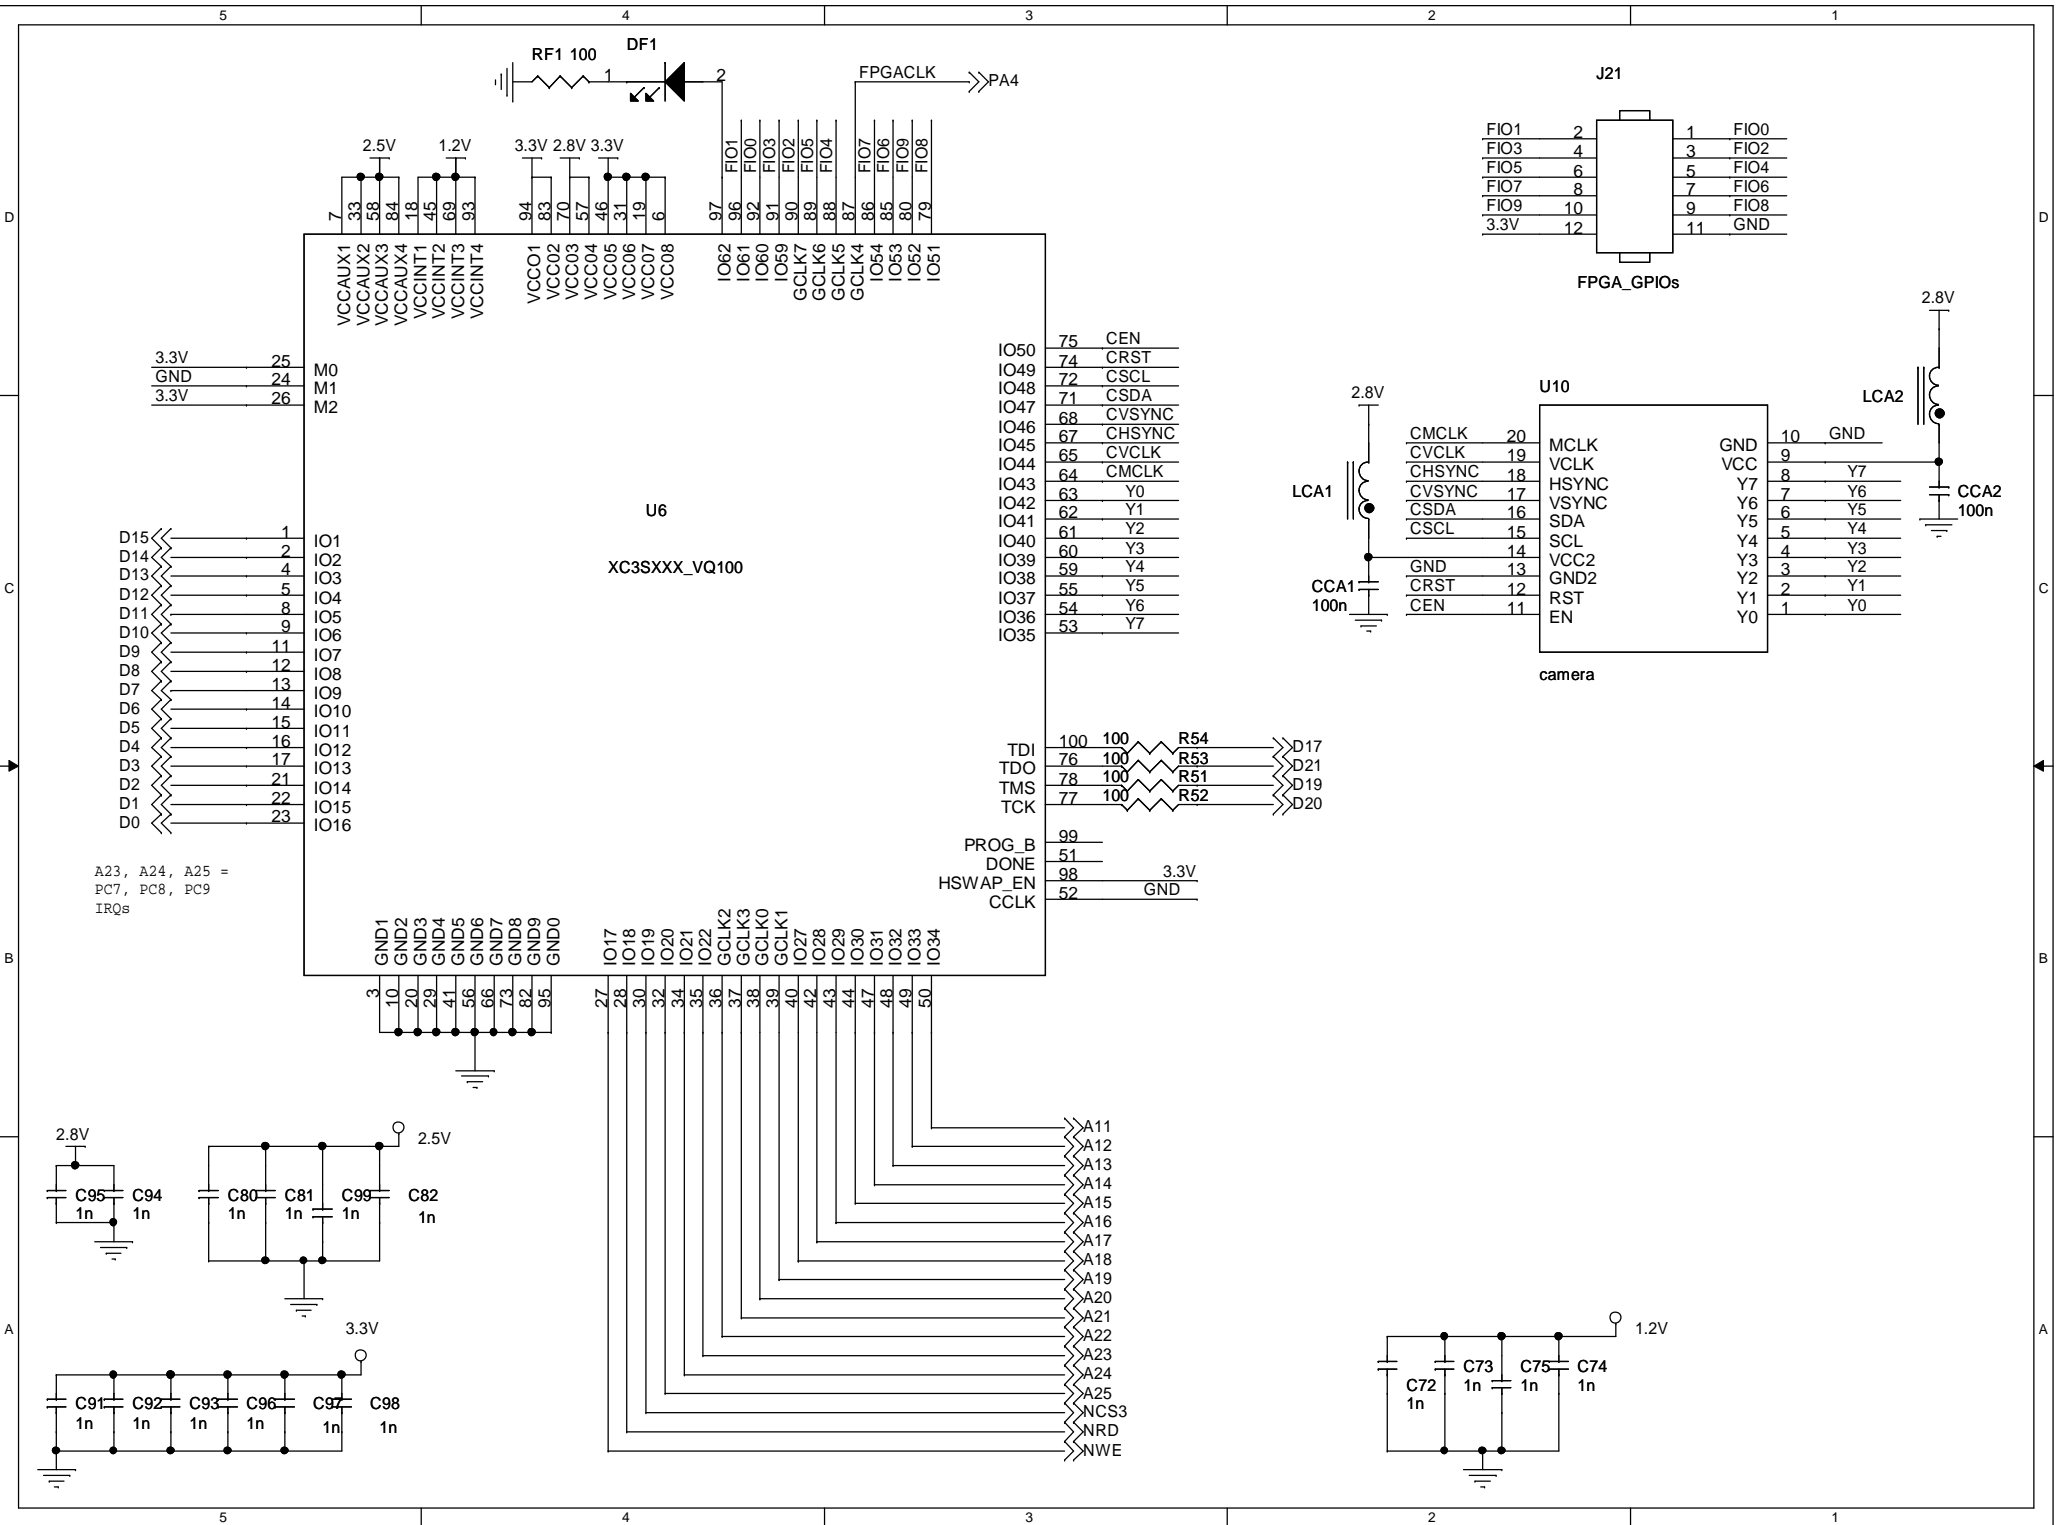 5 4 3 2 1
D
C
B
A
D
C
B
A
RF1 100
DF1
1
2
FPGACLK
PA4
2.5V
1.2V
3.3V
2.8V
3.3V
7 33 58 84 18 45 69 93
94 83 70 57 46 31 19 6
97 96 92 91 90 89 88 87 86 85 80 79
FIO1 FIO0 FIO3 FIO2 FIO5 FIO4 FIO7 FIO6 FIO9 FIO8
VCCAUX1
VCCAUX2
VCCAUX3
VCCAUX4
VCCINT1
VCCINT2
VCCINT3
VCCINT4
VCCO1
VCC02
VCC03
VCC04
VCC05
VCC06
VCC07
VCC08
IO62
IO61
IO60
IO59
GCLK7
GCLK6
GCLK5
GCLK4
IO54
IO53
IO52
IO51
3.3V 25 M0
GND 24 M1
3.3V 26 M2
U6
XC3SXXX_VQ100
D15 1 IO1
D14 2 IO2
D13 4 IO3
D12 5 IO4
D11 8 IO5
D10 9 IO6
D9 11 IO7
D8 12 IO8
D7 13 IO9
D6 14 IO10
D5 15 IO11
D4 16 IO12
D3 17 IO13
D2 21 IO14
D1 22 IO15
D0 23 IO16
A23, A24, A25 =
PC7, PC8, PC9
IRQs
IO50 75 CEN
IO49 74 CRST
IO48 72 CSCL
IO47 71 CSDA
IO46 68 CVSYNC
IO45 67 CHSYNC
IO44 65 CVCLK
IO43 64 CMCLK
IO42 63 Y0
IO41 62 Y1
IO40 61 Y2
IO39 60 Y3
IO38 59 Y4
IO37 55 Y5
IO36 54 Y6
IO35 53 Y7
TDI 100 100 R54 D17
TDO 76 100 R53 D21
TMS 78 100 R51 D19
TCK 77 100 R52 D20
PROG_B 99
DONE 51
HSWAP_EN 98 3.3V
CCLK 52 GND
GND1
GND2
GND3
GND4
GND5
GND6
GND7
GND8
GND9
GND0
3 10 20 29 41 56 66 73 82 95
IO17
IO18
IO19
IO20
IO21
IO22
GCLK2
GCLK3
GCLK0
GCLK1
IO27
IO28
IO29
IO30
IO31
IO32
IO33
IO34
27 28 30 32 34 35 36 37 38 39 40 42 43 44 47 48 49 50
A11
A12
A13
A14
A15
A16
A17
A18
A19
A20
A21
A22
A23
A24
A25
NCS3
NRD
NWE
J21
FIO1 2 1 FIO0
FIO3 4 3 FIO2
FIO5 6 5 FIO4
FIO7 8 7 FIO6
FIO9 10 9 FIO8
3.3V 12 11 GND
FPGA_GPIOs
2.8V
LCA2
CCA2
100n
2.8V
LCA1
CCA1
100n
U10
CMCLK 20 MCLK
CVCLK 19 VCLK
CHSYNC 18 HSYNC
CVSYNC 17 VSYNC
CSDA 16 SDA
CSCL 15 SCL
14 VCC2
GND 13 GND2
CRST 12 RST
CEN 11 EN
GND 10 GND
VCC 9
Y7 8 Y7
Y6 7 Y6
Y5 6 Y5
Y4 5 Y4
Y3 4 Y3
Y2 3 Y2
Y1 2 Y1
Y0 1 Y0
camera
2.8V
C95 C94
1n 1n
2.5V
C80 C81 C99 C82
1n 1n 1n 1n
3.3V
C91 C92 C93 C96 C97 C98
1n 1n 1n 1n 1n 1n
1.2V
C72 C73 C75 C74
1n 1n 1n 1n
5 4 3 2 1